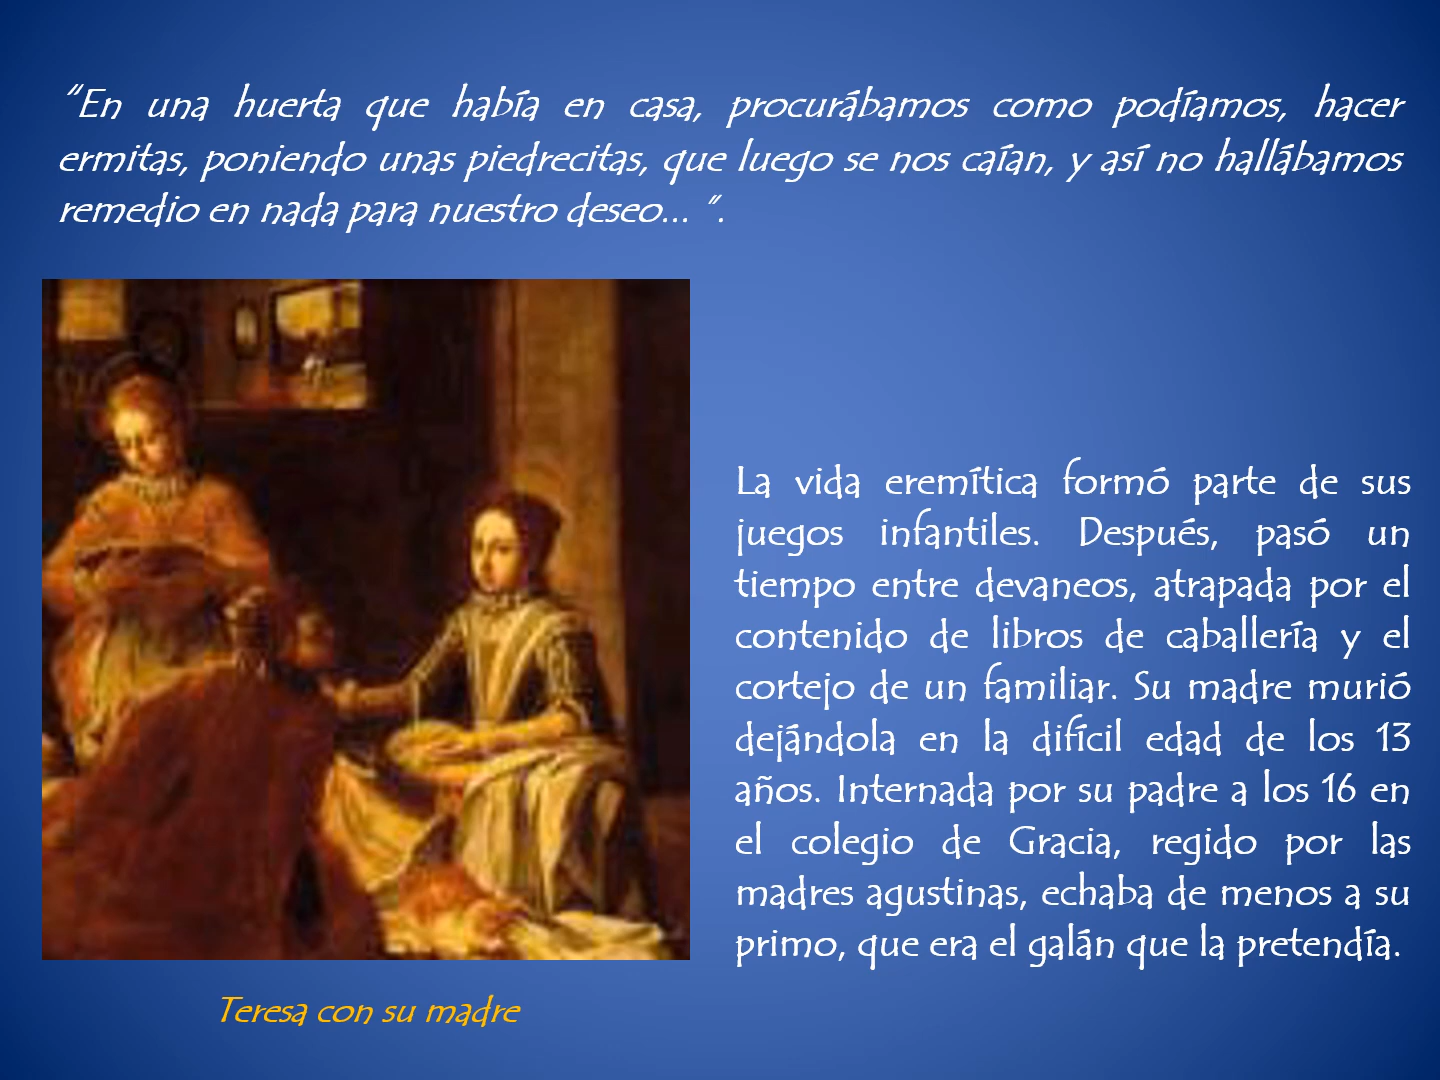 “En una huerta que había en casa, procurábamos como podíamos, hacer
ermitas, poniendo unas piedrecitas, que luego se nos caían, y así no hallábamos
remedio en nada para nuestro deseo... ”.
La vida eremítica formó parte de sus
juegos infantiles. Después, pasó un
tiempo entre devaneos, atrapada por el
contenido de libros de caballería y el
cortejo de un familiar. Su madre murió
dejándola en la difícil edad de los 13
años. Internada por su padre a los 16 en
el colegio de Gracia, regido por las
madres agustinas, echaba de menos a su
primo, que era el galán que la pretendía.
Teresa con su madre